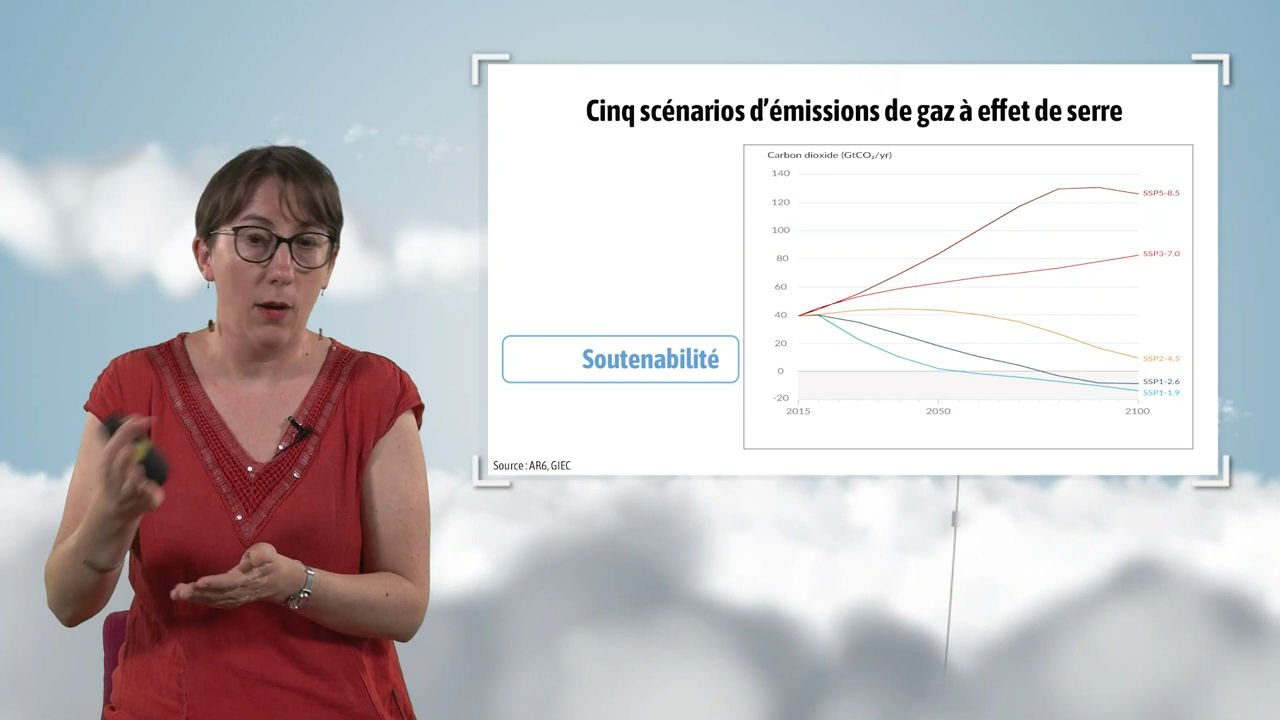 Cinq scénarios d'émissions de gaz à effet de serre
Carbon dioxide (GtCO₂/yr)
140
120
100
80
60
40
20
0
-20
2015
2050
2100
SSP5-8.5
SSP3-7.0
SSP2-4.5
SSP1-2.6
SSP1-1.9
Soutenabilité
Source : AR6, GIEC